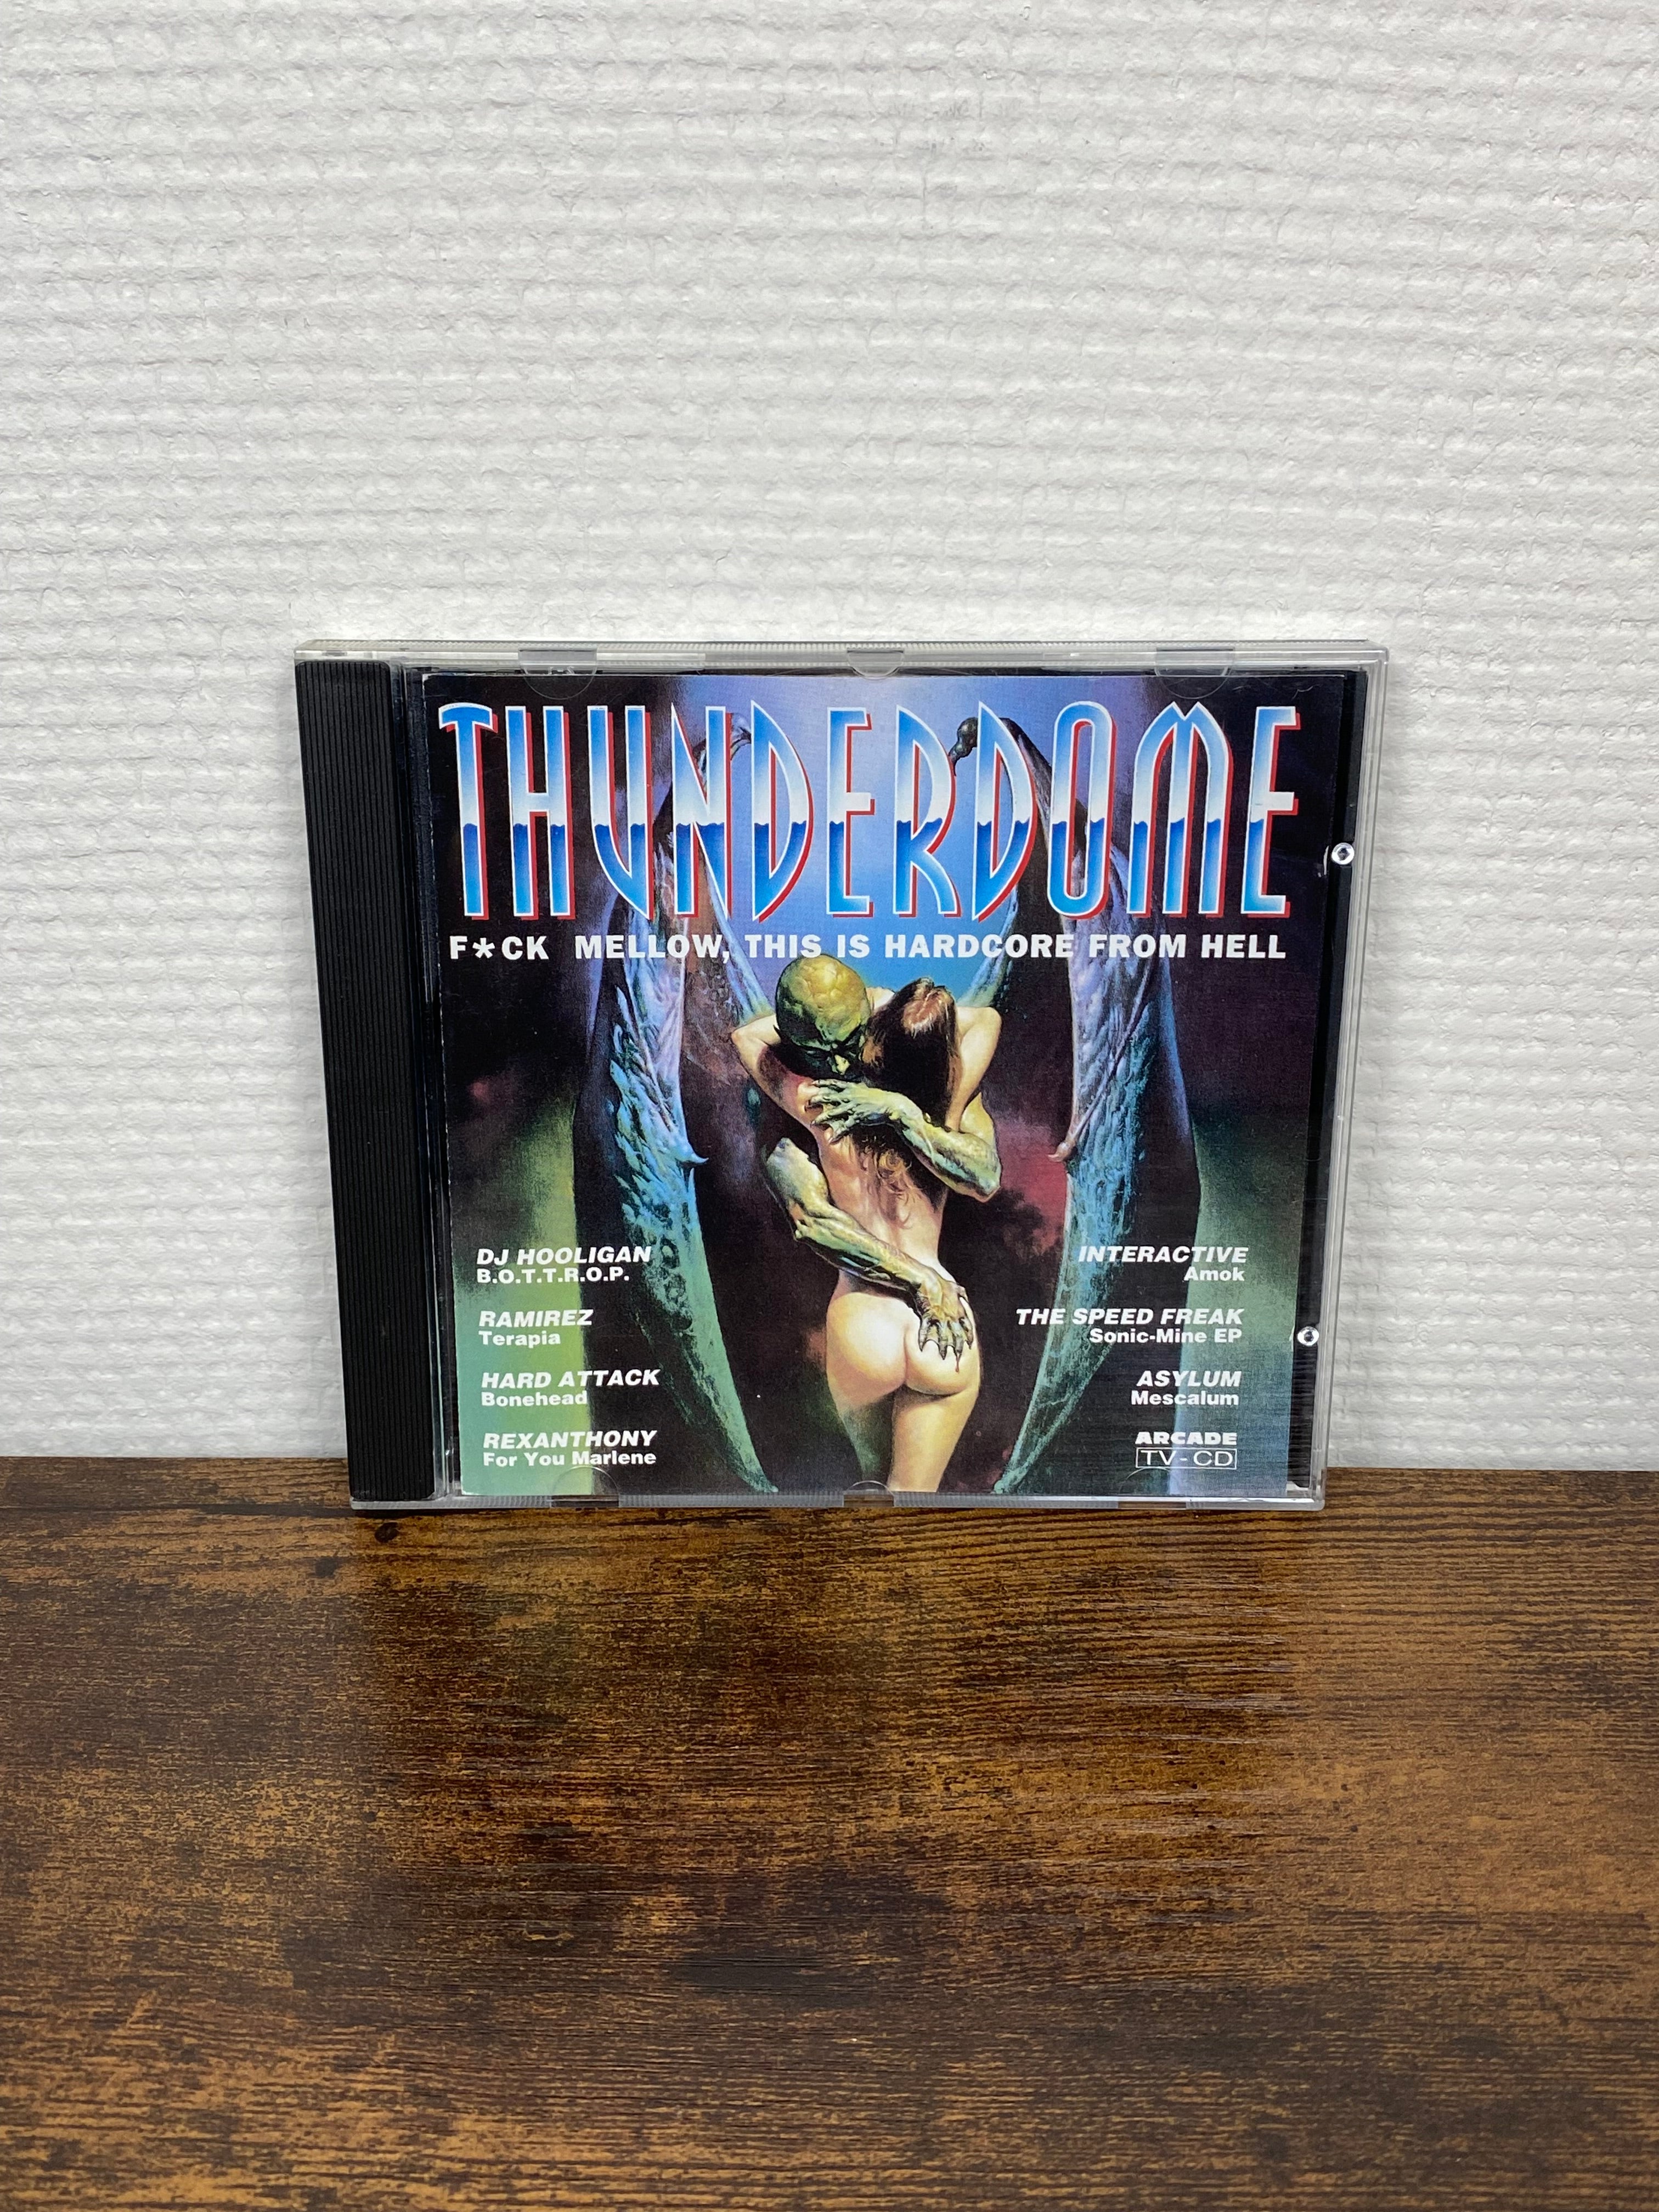 THUNDERDOME
F*CK MELLOW, THIS IS HARDCORE FROM HELL
DJ HOOLIGAN
B.O.T.T.R.O.P.
RAMIREZ
Terapia
HARD ATTACK
Bonehead
REXANTHONY
For You Marlene
INTERACTIVE
Amok
THE SPEED FREAK
Sonic-Mine EP
ASYLUM
Mescalum
ARCADE
TV-CD